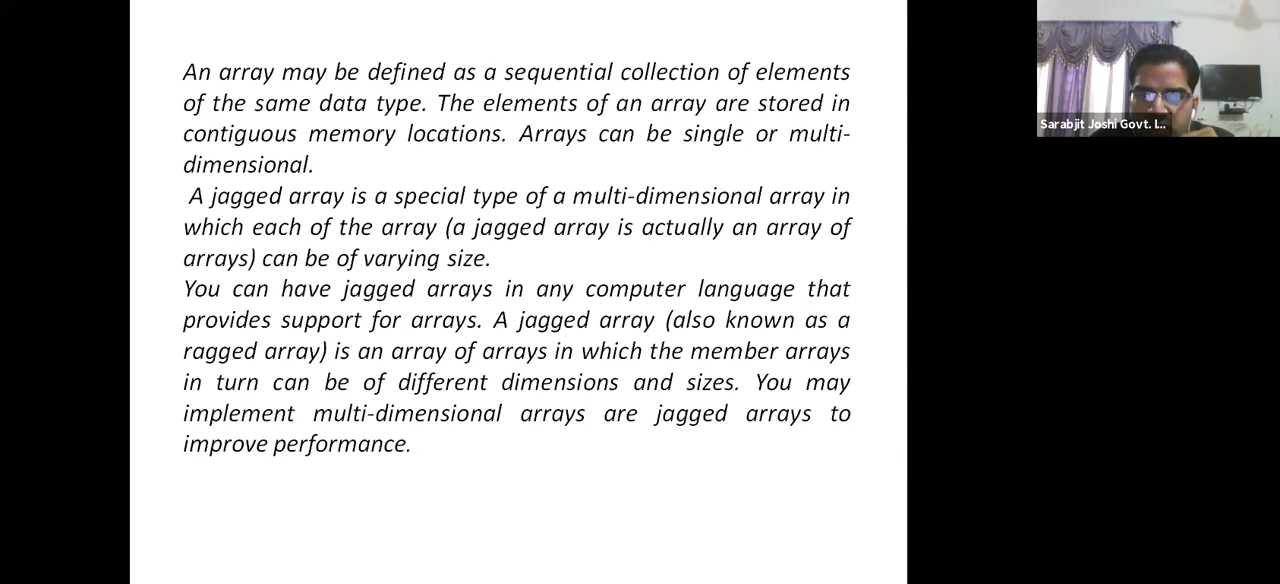 An array may be defined as a sequential collection of elements
of the same data type. The elements of an array are stored in
contiguous memory locations. Arrays can be single or multi-
dimensional.
A jagged array is a special type of a multi-dimensional array in
which each of the array (a jagged array is actually an array of
arrays) can be of varying size.
You can have jagged arrays in any computer language that
provides support for arrays. A jagged array (also known as a
ragged array) is an array of arrays in which the member arrays
in turn can be of different dimensions and sizes. You may
implement multi-dimensional arrays are jagged arrays to
improve performance.
Sarabjit Joshi Govt. I...